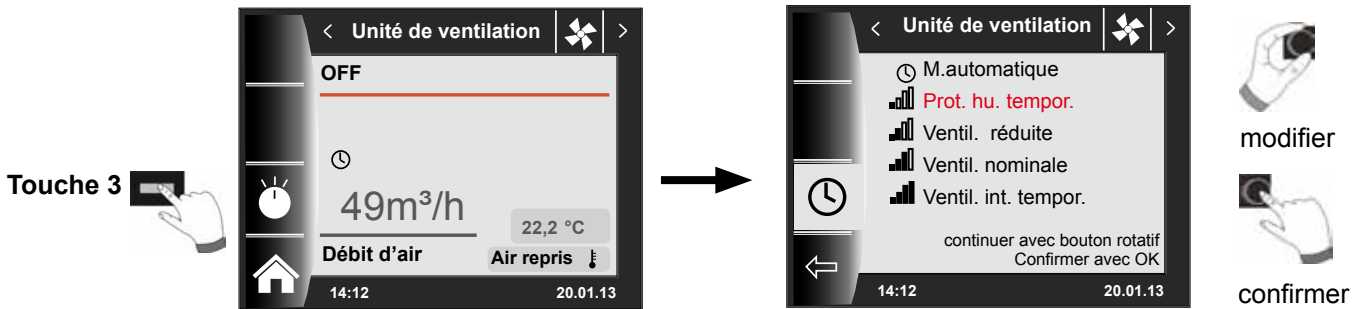 Touche 3
< Unité de ventilation >
OFF
49m³/h
22,2 °C
Débit d'air
Air repris
14:12
20.01.13
< Unité de ventilation >
M.automatique
Prot. hu. tempor.
Ventil. réduite
Ventil. nominale
Ventil. int. tempor.
continuer avec bouton rotatif
Confirmer avec OK
14:12
20.01.13
modifier
confirmer